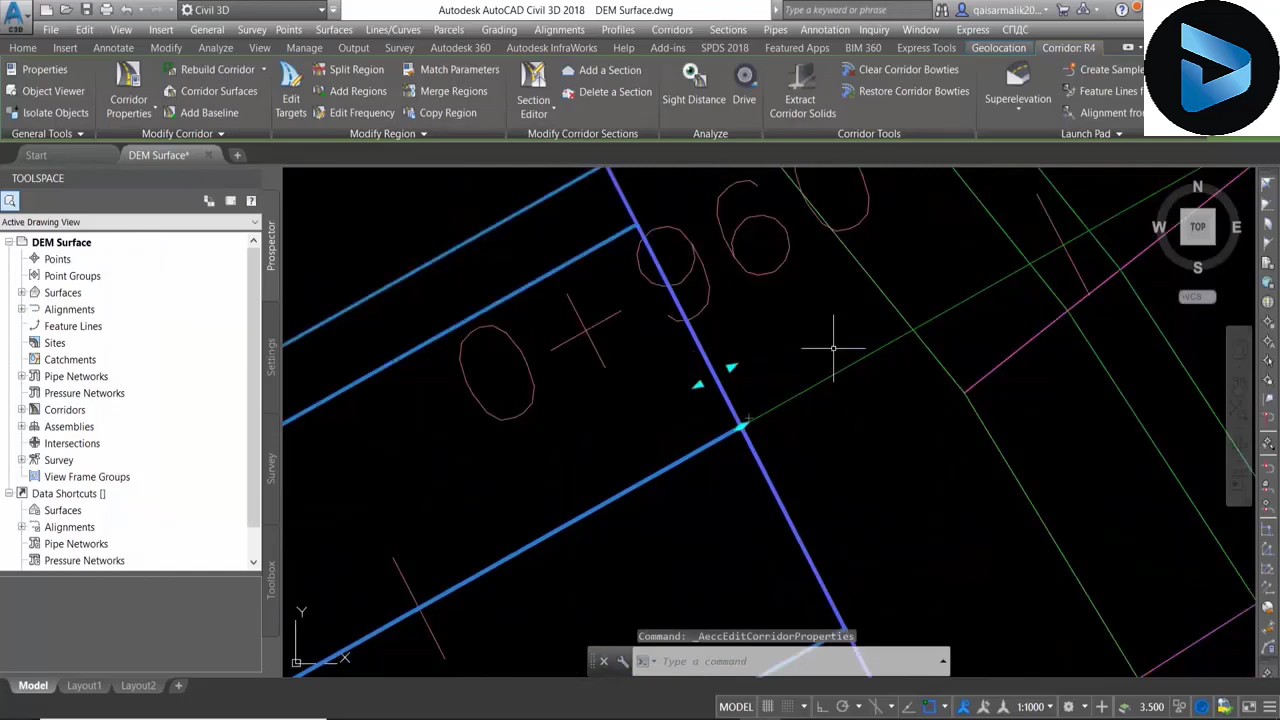 Civil 3D
Autodesk AutoCAD Civil 3D 2018 DEM Surface.dwg
Type a keyword or phrase
qaisarmalik20...
C3D
File Edit View Insert General Survey Points Surfaces Lines/Curves Parcels Grading Alignments Profiles Corridors Sections Pipes Annotation Inquiry Window Express СПДС
Home Insert Annotate Modify Analyze View Manage Output Survey Autodesk 360 Autodesk InfraWorks Help Add-ins SPDS 2018 Featured Apps BIM 360 Express Tools Geolocation Corridor: R4
Properties Rebuild Corridor Split Region Match Parameters Add a Section Clear Corridor Bowties Create Sample
Object Viewer Corridor Surfaces Add Regions Merge Regions Delete a Section Restore Corridor Bowties Feature Lines f
Isolate Objects Add Baseline Edit Frequency Copy Region Alignment from
Corridor Properties
Edit Targets
Section Editor
Sight Distance
Drive
Extract Corridor Solids
Superelevation
General Tools Modify Corridor Modify Region Modify Corridor Sections Analyze Corridor Tools Launch Pad
Start DEM Surface*
TOOLSPACE
Active Drawing View
DEM Surface
Points
Point Groups
Surfaces
Alignments
Feature Lines
Sites
Catchments
Pipe Networks
Pressure Networks
Corridors
Assemblies
Intersections
Survey
View Frame Groups
Data Shortcuts []
Surfaces
Alignments
Pipe Networks
Pressure Networks
Prospector
Settings
Survey
Toolbox
N
W TOP E
S
WCS
Y
X
Command: _AeccEditCorridorProperties
Type a command
Model Layout1 Layout2
MODEL 1:1000 3.500